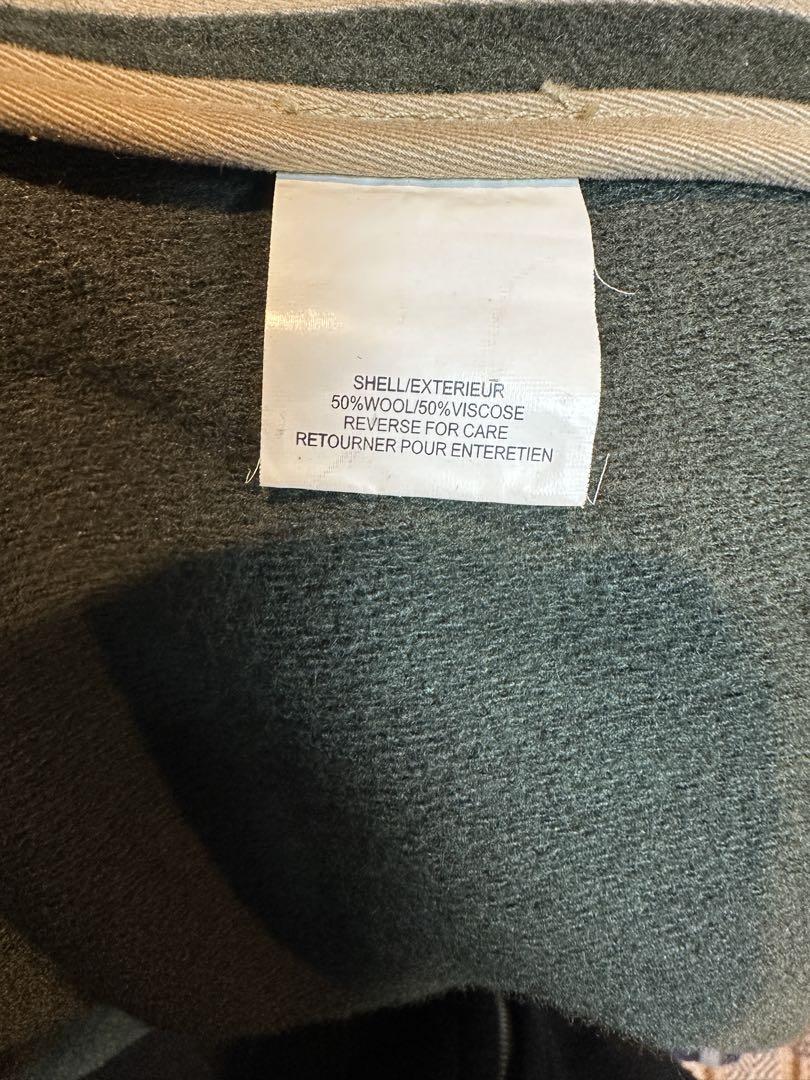 SHELL/EXTERIEUR
50%WOOL/50%VISCOSE
REVERSE FOR CARE
RETOURNER POUR ENTERETIEN